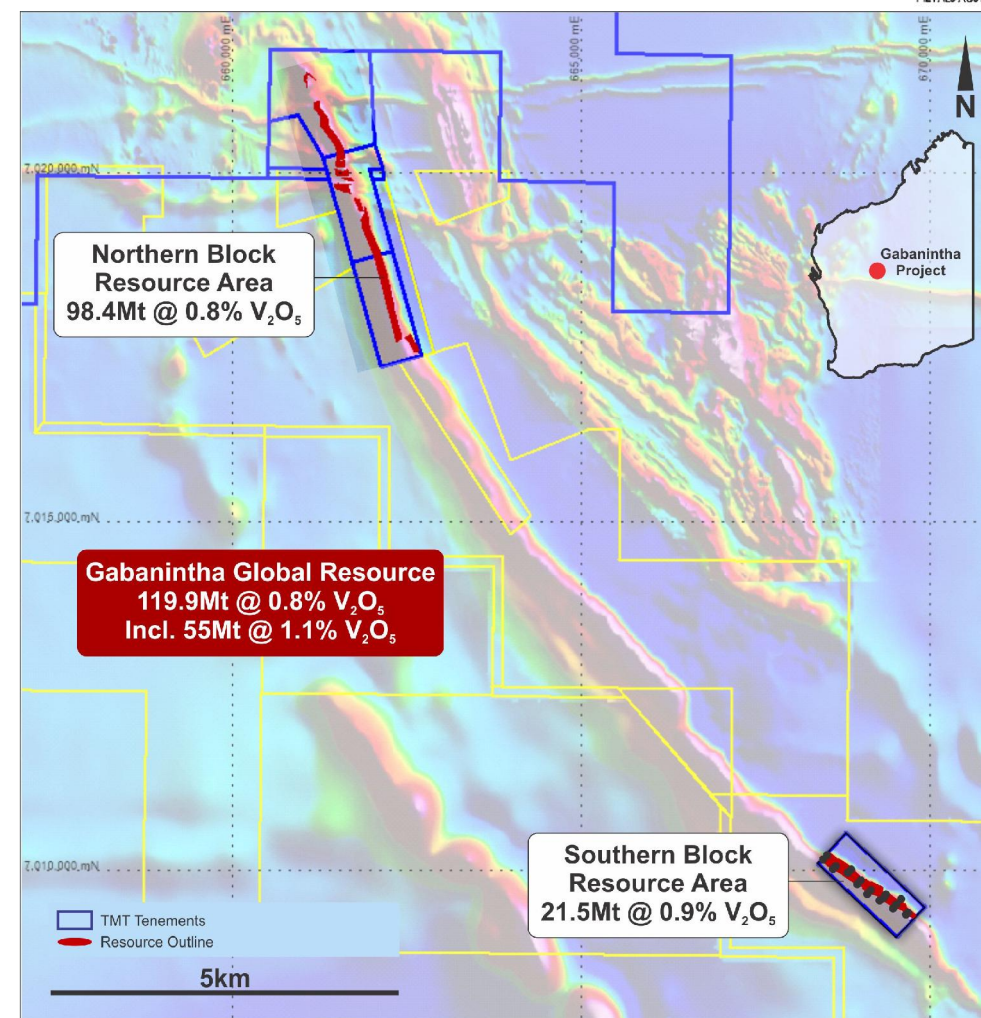 660,000 mE
665,000 mE
670,000 mE
N
7,020,000 mN
Northern Block
Resource Area
98.4Mt @ 0.8% V₂O₅
Gabanintha
Project
7,015,000 mN
Gabanintha Global Resource
119.9Mt @ 0.8% V₂O₅
Incl. 55Mt @ 1.1% V₂O₅
7,010,000 mN
Southern Block
Resource Area
21.5Mt @ 0.9% V₂O₅
TMT Tenements
Resource Outline
5km